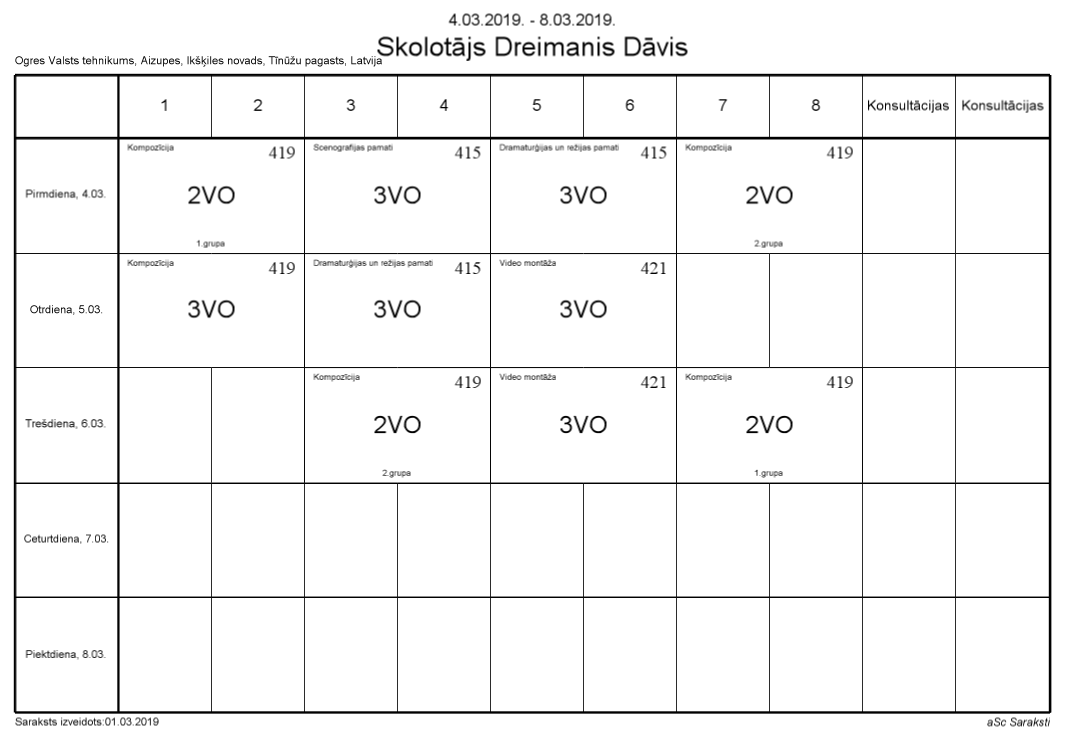 4.03.2019. - 8.03.2019.
Skolotājs Dreimanis Dāvis
Ogres Valsts tehnikums, Aizupes, Ikšķiles novads, Tīnūžu pagasts, Latvija
1 2 3 4 5 6 7 8 Konsultācijas Konsultācijas
Kompozīcija 419 Scenogrāfijas pamati 415 Dramaturģijas un režijas pamati 415 Kompozīcija 419
Pirmdiena, 4.03. 2VO 3VO 3VO 2VO
1.grupa 2.grupa
Kompozīcija 419 Dramaturģijas un režijas pamati 415 Video montāža 421
Otrdiena, 5.03. 3VO 3VO 3VO
Kompozīcija 419 Video montāža 421 Kompozīcija 419
Trešdiena, 6.03. 2VO 3VO 2VO
2.grupa 1.grupa
Ceturtdiena, 7.03.
Piektdiena, 8.03.
Saraksts izveidots:01.03.2019 aSc Saraksti